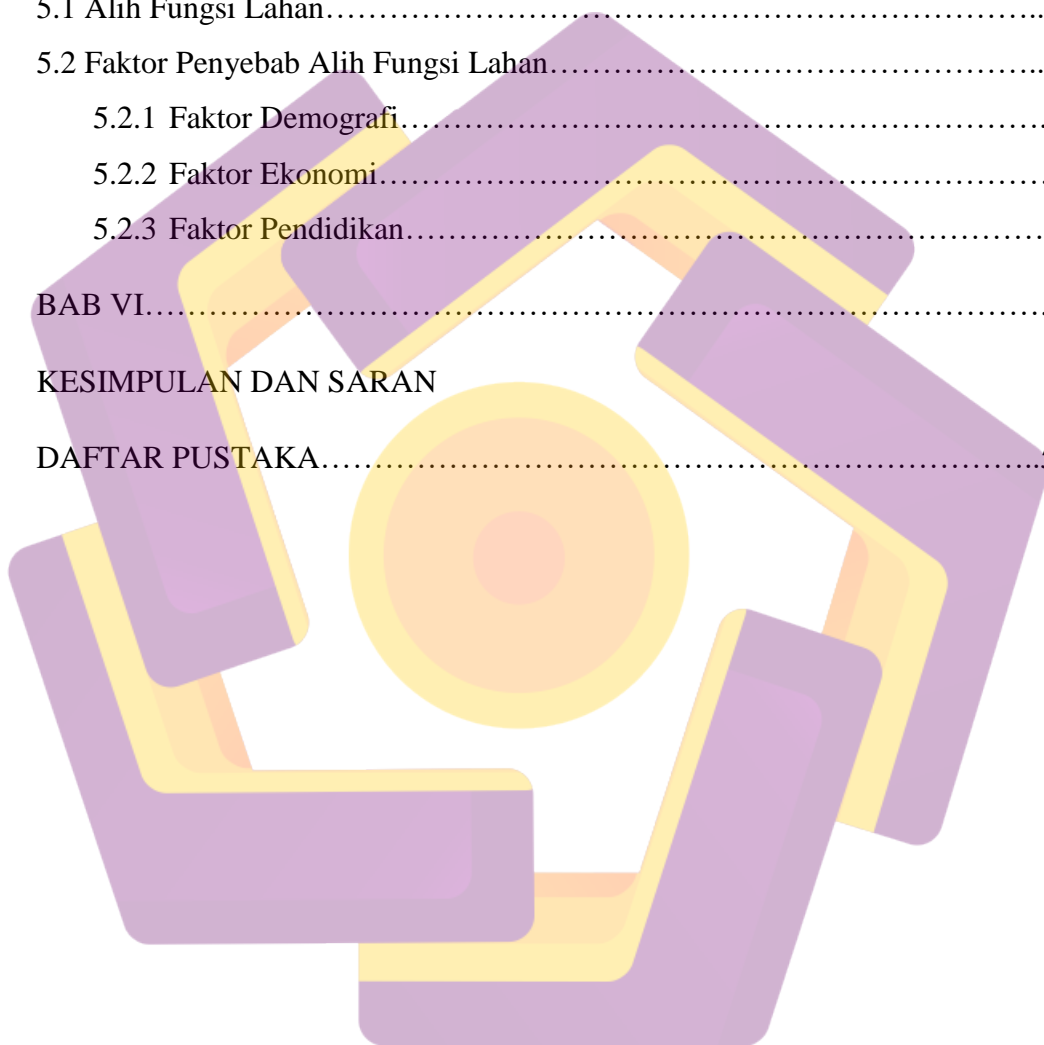 5.1 Alih Fungsi Lahan……………………………………………………………………..
5.2 Faktor Penyebab Alih Fungsi Lahan………………………………………………..
5.2.1 Faktor Demografi……………………………………………………………….
5.2.2 Faktor Ekonomi…………………………………………………………………
5.2.3 Faktor Pendidikan………………………………………………………………
BAB VI…………………………………………………………………………………….
KESIMPULAN DAN SARAN
DAFTAR PUSTAKA……………………………………………………………………..